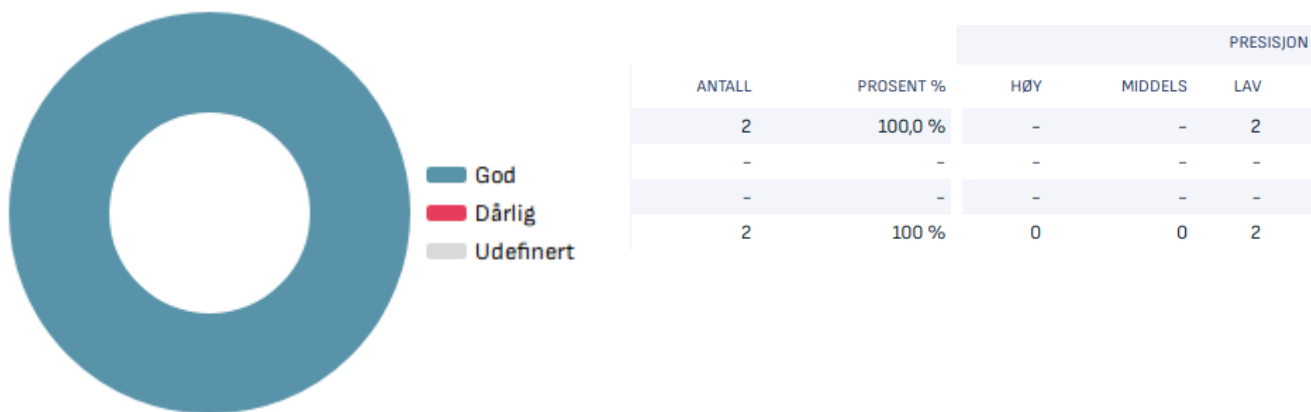 God
Dårlig
Udefinert
PRESISJON
ANTALL PROSENT % HØY MIDDELS LAV
2 100,0 % - - 2
- - - - -
- - - - -
2 100 % 0 0 2